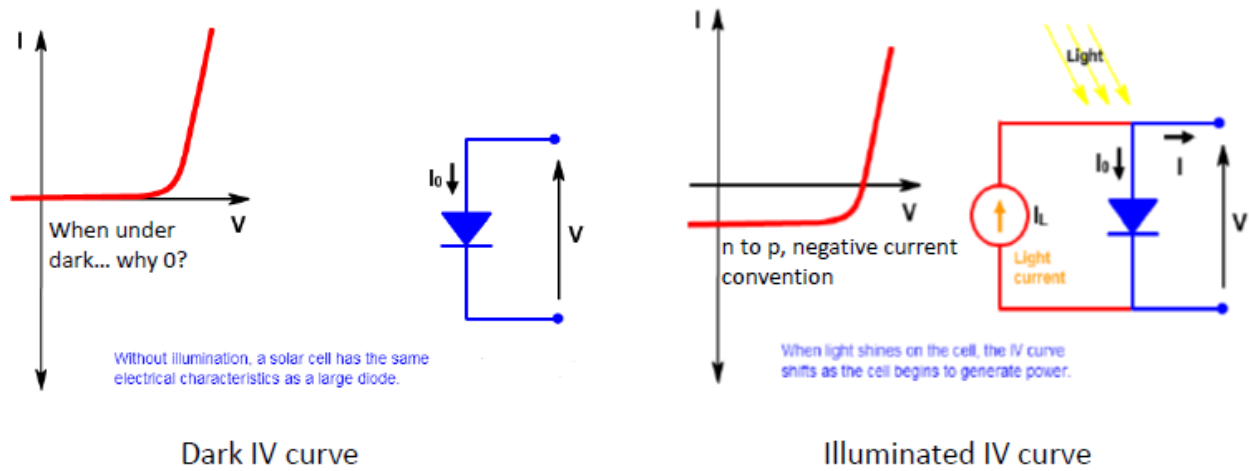 I
V
When under
dark... why 0?
I₀
V
Without illumination, a solar cell has the same
electrical characteristics as a large diode.
Dark IV curve
I
V
n to p, negative current
convention
Light
I₀
I
I_L
Light
current
V
When light shines on the cell, the IV curve
shifts as the cell begins to generate power.
Illuminated IV curve